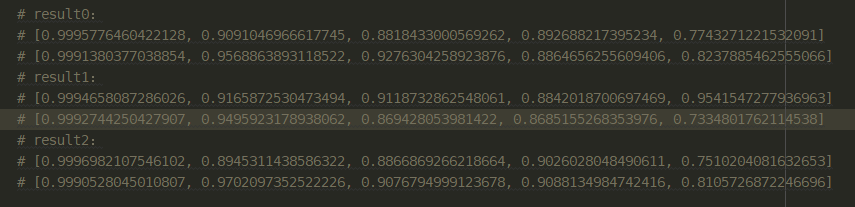 # result0：
# [0.9995776460422128, 0.9091046966617745, 0.8818433000569262, 0.892688217395234, 0.7743271221532091]
# [0.9991380377038854, 0.9568863893118522, 0.9276304258923876, 0.8864656255609406, 0.8237885462555066]
# result1：
# [0.9994658087286026, 0.9165872530473494, 0.9118732862548061, 0.8842018700697469, 0.9541547277936963]
# [0.9992744250427907, 0.9495923178938062, 0.869428053981422, 0.8685155268353976, 0.7334801762114538]
# result2：
# [0.9996982107546102, 0.8945311438586322, 0.8866869266218664, 0.9026028048490611, 0.7510204081632653]
# [0.9990528045010807, 0.9702097352522226, 0.9076794999123678, 0.9088134984742416, 0.8105726872246696]